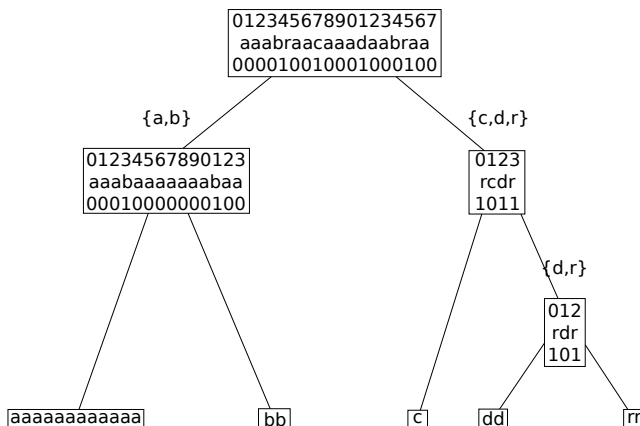 012345678901234567
aaabraacaaadaabraa
000010010001000100
{a,b}
{c,d,r}
01234567890123
aaabaaaaaaabaa
00010000000100
0123
rcdr
1011
{d,r}
012
rdr
101
aaaaaaaaaaaa
bb
c
dd
rr